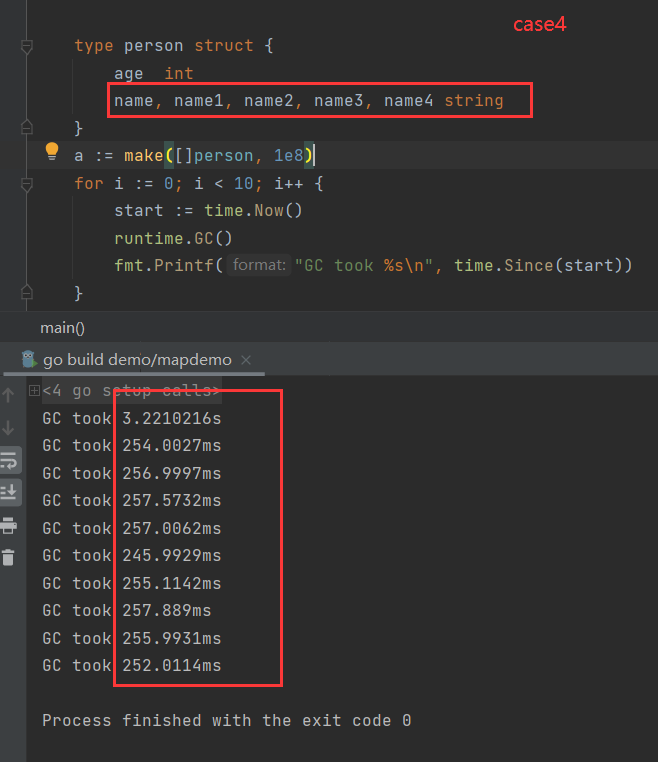 case4
type person struct {
age int
name, name1, name2, name3, name4 string
}
a := make([]person, 1e8)
for i := 0; i < 10; i++ {
start := time.Now()
runtime.GC()
fmt.Printf( format: "GC took %s\n", time.Since(start))
}
main()
go build demo/mapdemo ×
<4 go setup calls>
GC took 3.2210216s
GC took 254.0027ms
GC took 256.9997ms
GC took 257.5732ms
GC took 257.0062ms
GC took 245.9929ms
GC took 255.1142ms
GC took 257.889ms
GC took 255.9931ms
GC took 252.0114ms
Process finished with the exit code 0